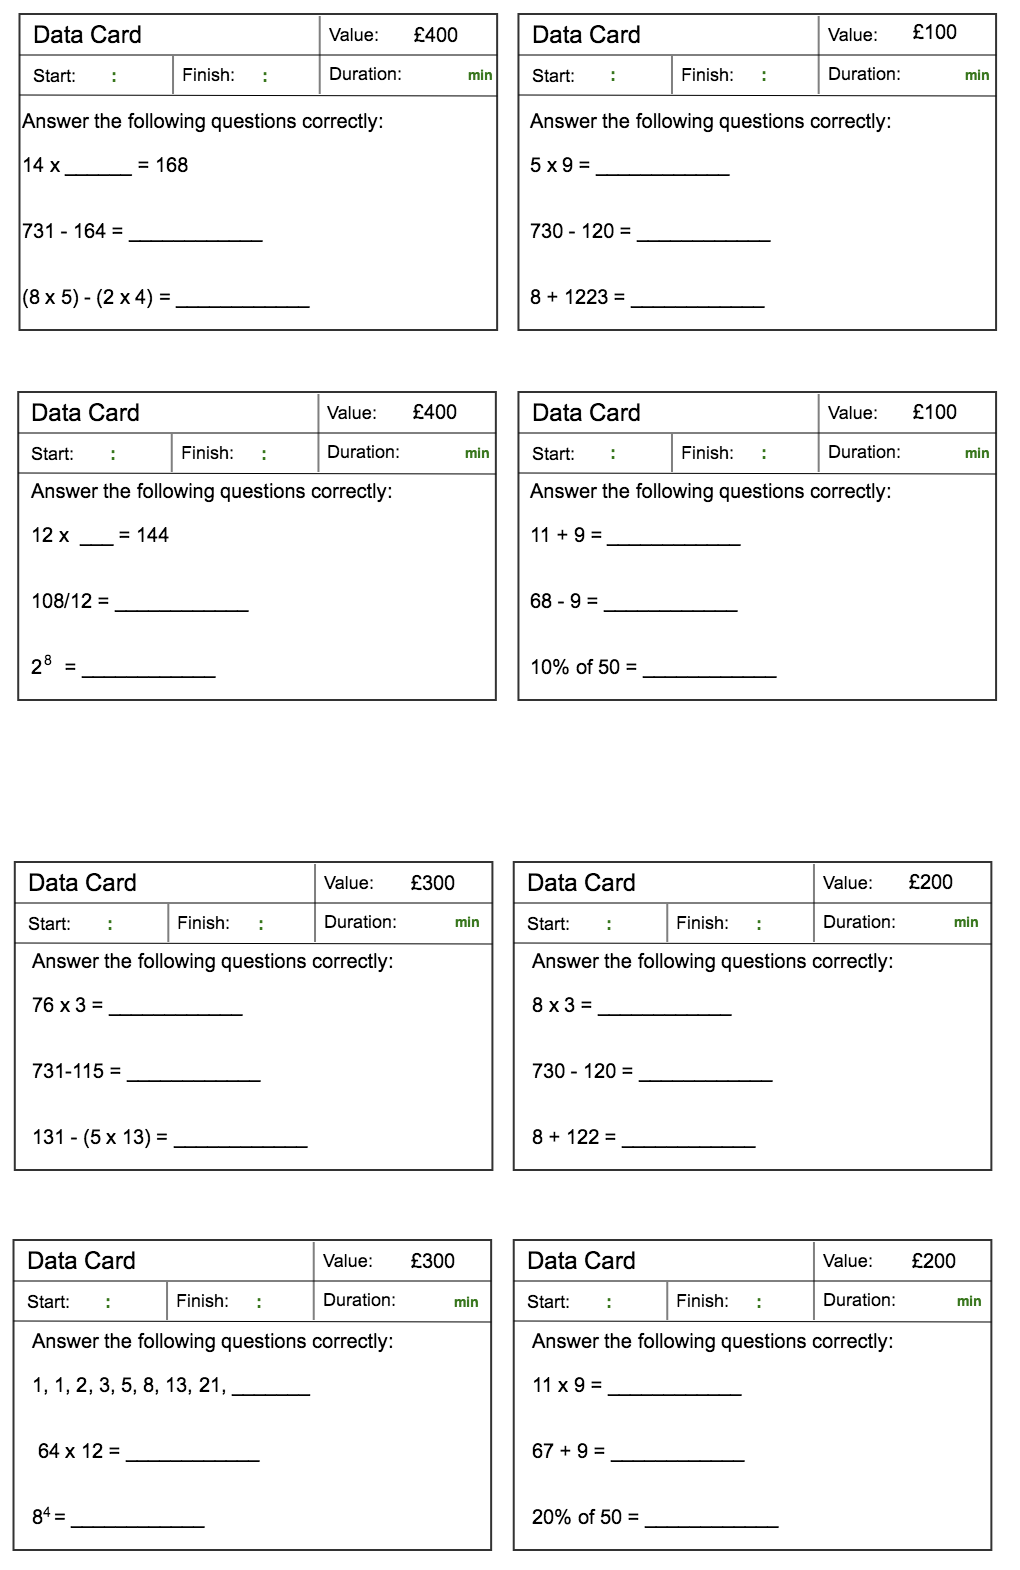 Data Card Value: £400
Start: : Finish: : Duration: min
Answer the following questions correctly:
14 x ______ = 168
731 - 164 = ____________
(8 x 5) - (2 x 4) = ____________
Data Card Value: £100
Start: : Finish: : Duration: min
Answer the following questions correctly:
5 x 9 = ____________
730 - 120 = ____________
8 + 1223 = ____________
Data Card Value: £400
Start: : Finish: : Duration: min
Answer the following questions correctly:
12 x ___ = 144
108/12 = ____________
2⁸ = ____________
Data Card Value: £100
Start: : Finish: : Duration: min
Answer the following questions correctly:
11 + 9 = ____________
68 - 9 = ____________
10% of 50 = ____________
Data Card Value: £300
Start: : Finish: : Duration: min
Answer the following questions correctly:
76 x 3 = ____________
731-115 = ____________
131 - (5 x 13) = ____________
Data Card Value: £200
Start: : Finish: : Duration: min
Answer the following questions correctly:
8 x 3 = ____________
730 - 120 = ____________
8 + 122 = ____________
Data Card Value: £300
Start: : Finish: : Duration: min
Answer the following questions correctly:
1, 1, 2, 3, 5, 8, 13, 21, _______
64 x 12 = ____________
8⁴ = ____________
Data Card Value: £200
Start: : Finish: : Duration: min
Answer the following questions correctly:
11 x 9 = ____________
67 + 9 = ____________
20% of 50 = ____________